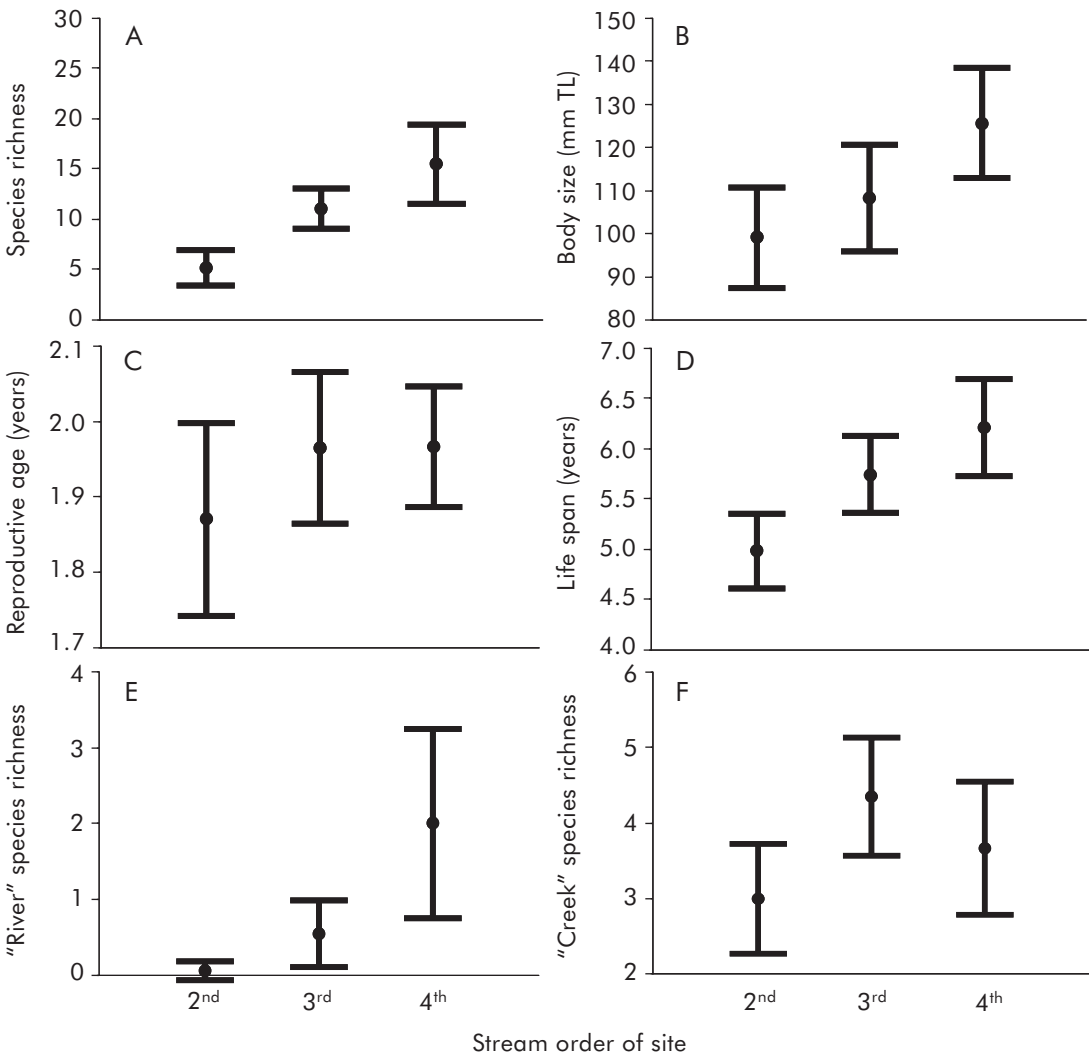 A
Species richness
30
25
20
15
10
5
0
B
Body size (mm TL)
150
140
130
120
110
100
90
80
C
Reproductive age (years)
2.1
2.0
1.9
1.8
1.7
D
Life span (years)
7.0
6.5
6.0
5.5
5.0
4.5
4.0
E
"River" species richness
4
3
2
1
0
2nd 3rd 4th
F
"Creek" species richness
6
5
4
3
2
2nd 3rd 4th
Stream order of site